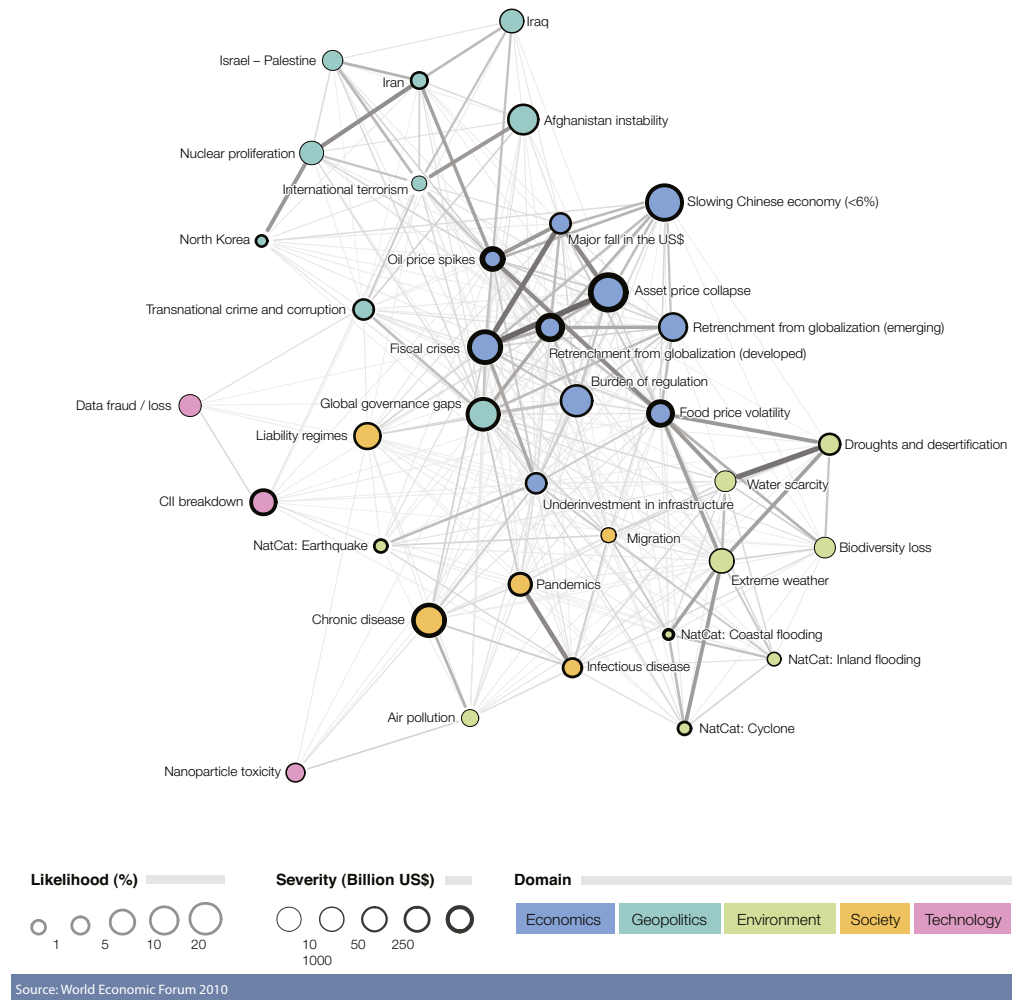 Iraq
Israel – Palestine
Iran
Afghanistan instability
Nuclear proliferation
International terrorism
Slowing Chinese economy (<6%)
North Korea
Major fall in the US$
Oil price spikes
Asset price collapse
Transnational crime and corruption
Retrenchment from globalization (emerging)
Fiscal crises
Retrenchment from globalization (developed)
Burden of regulation
Data fraud / loss
Global governance gaps
Food price volatility
Liability regimes
Droughts and desertification
Water scarcity
CII breakdown
Underinvestment in infrastructure
Migration
NatCat: Earthquake
Biodiversity loss
Extreme weather
Pandemics
Chronic disease
NatCat: Coastal flooding
NatCat: Inland flooding
Infectious disease
Air pollution
NatCat: Cyclone
Nanoparticle toxicity
Likelihood (%)
1 5 10 20
Severity (Billion US$)
10 50 250
1000
Domain
Economics
Geopolitics
Environment
Society
Technology
Source: World Economic Forum 2010